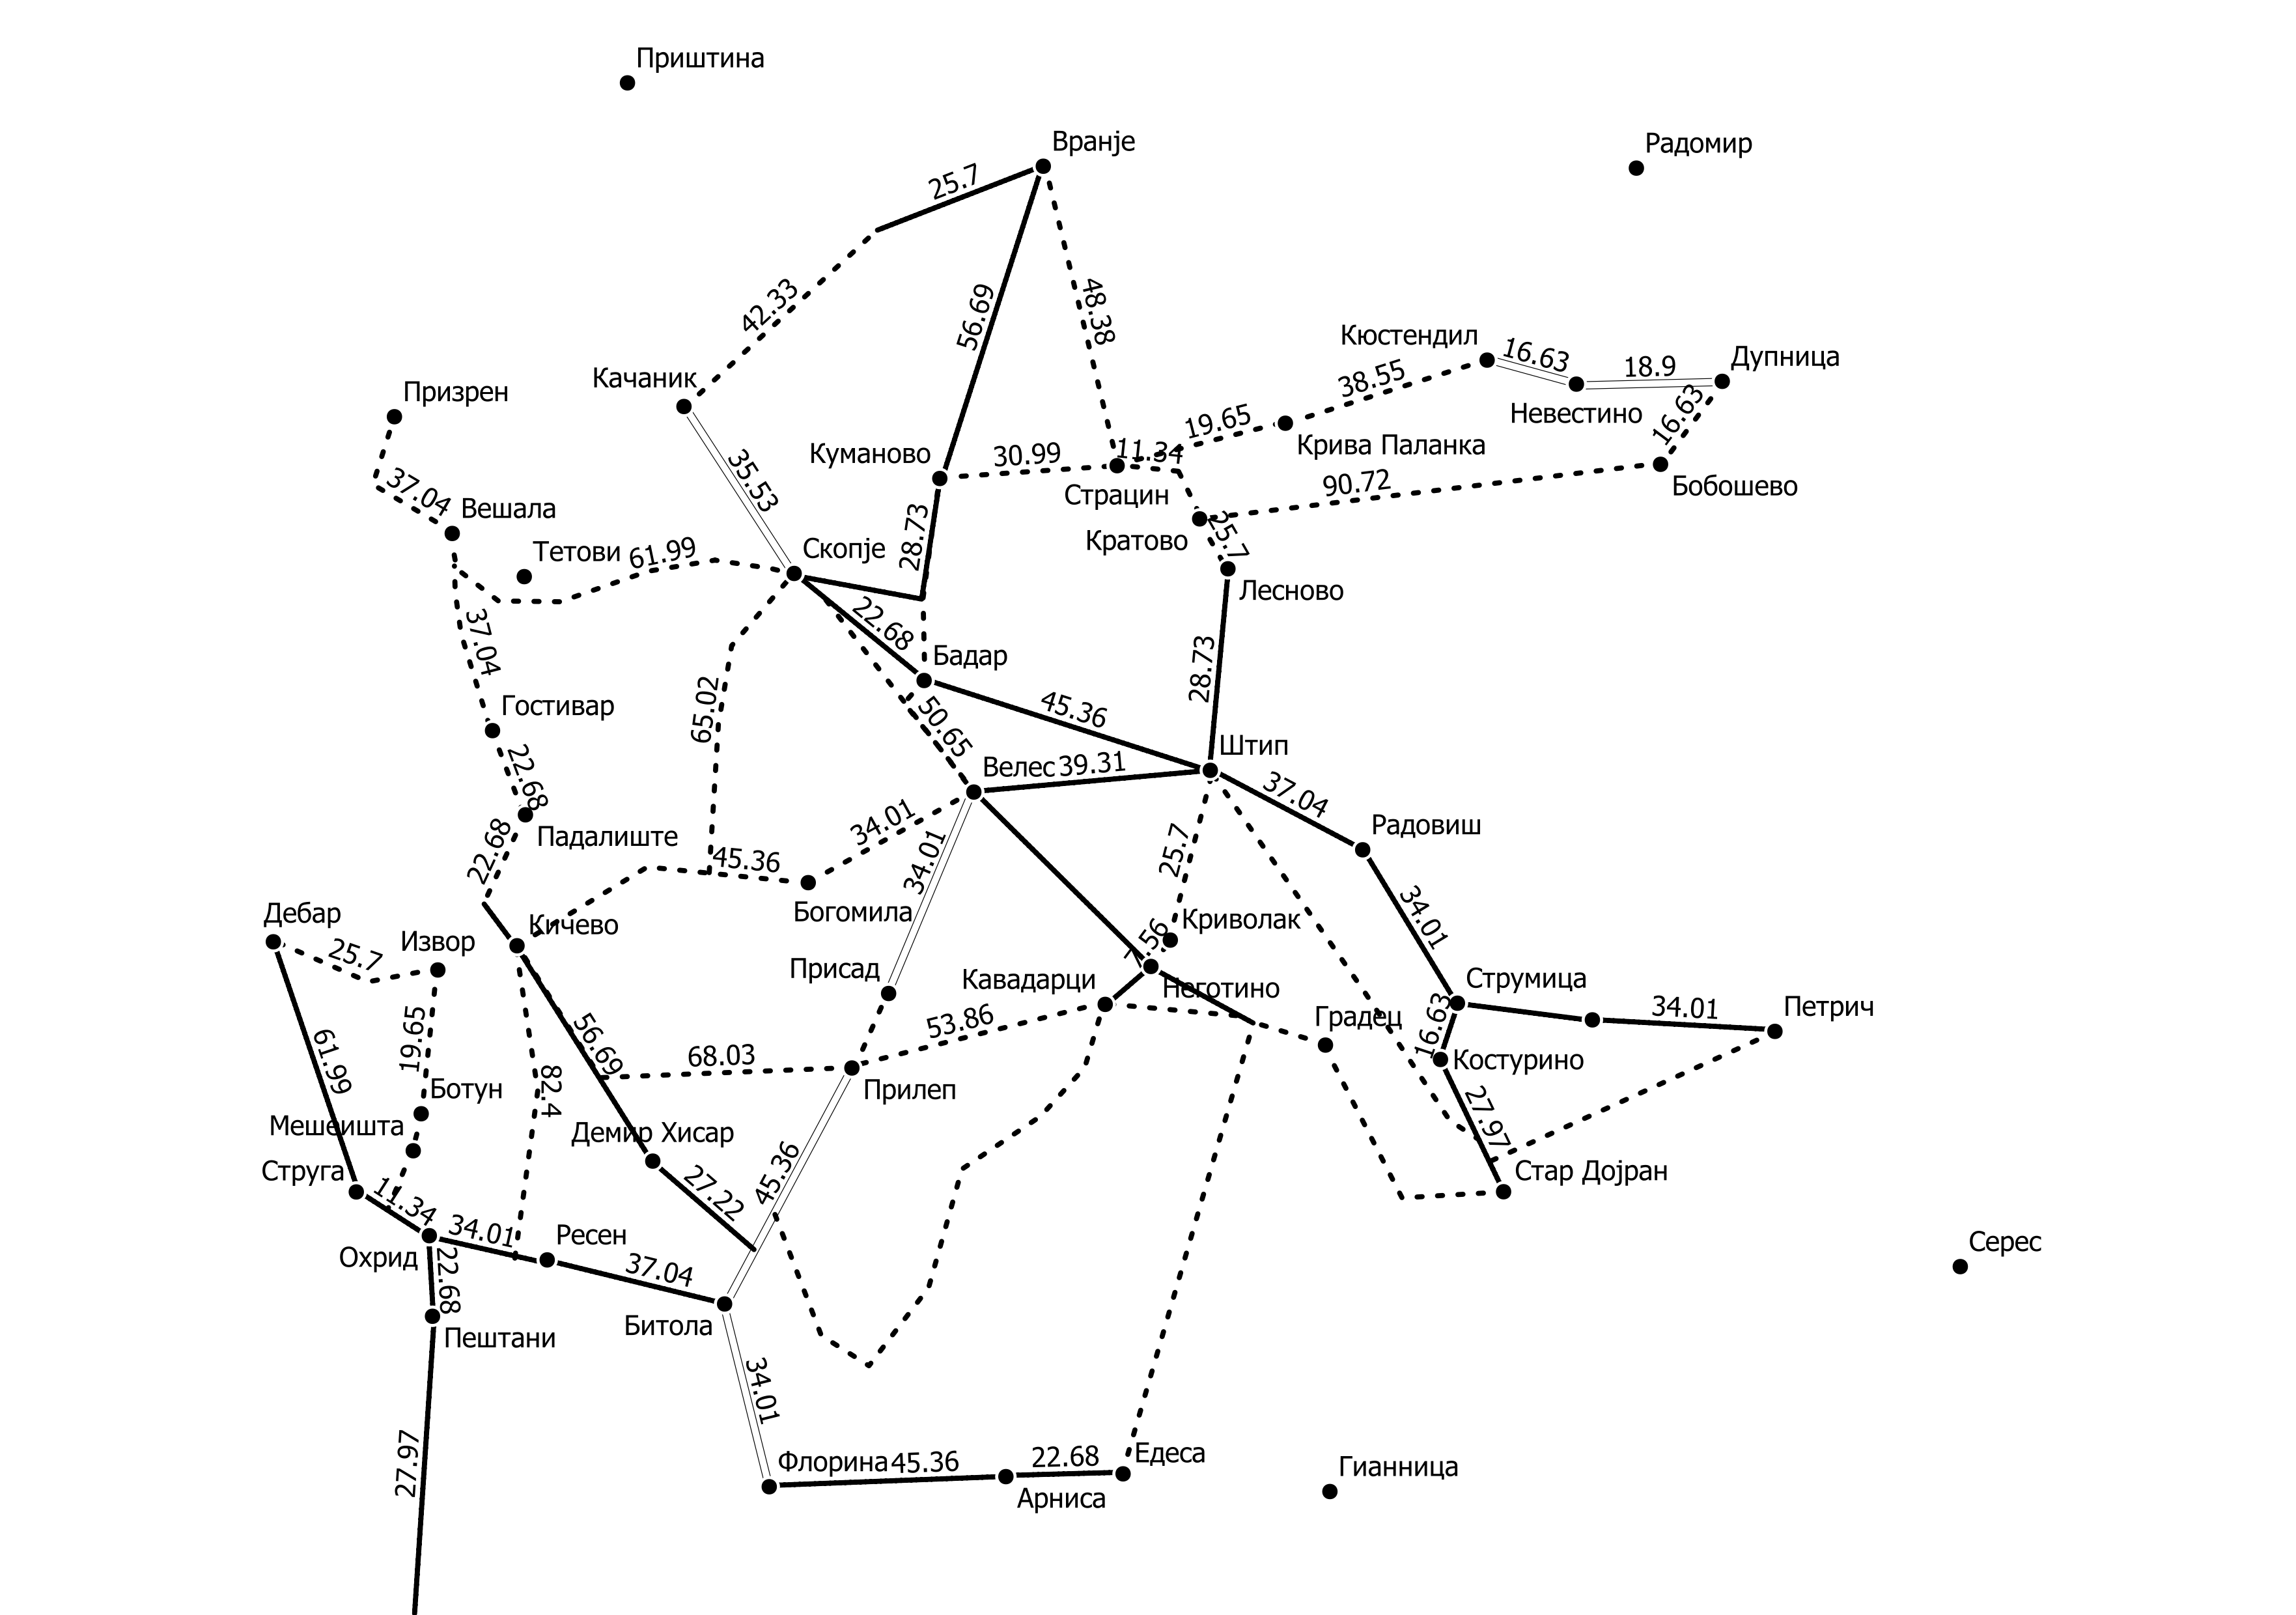 Приштина
Вранје
Радомир
25.7
42.33
56.69
48.38
Кюстендил
16.63
18.9
Дупница
Качаник
38.55
Невестино
16.63
Призрен
19.65
Крива Паланка
Куманово
30.99
11.34
35.53
Страцин
90.72
Бобошево
37.04
Вешала
Тетови
61.99
Скопје
28.73
Кратово
25.7
Лесново
22.68
37.04
Бадар
28.73
Гостивар
65.02
50.65
45.36
Штип
22.68
Велес
39.31
37.04
Падалиште
22.68
34.01
34.01
25.7
Радовиш
45.36
Богомила
Дебар
25.7
Извор
Кичево
Криволак
34.01
7.56
Присад
Кавадарци
Неготино
Струмица
34.01
Петрич
61.99
19.65
56.69
68.03
53.86
Градец
16.63
Костурино
Ботун
82.4
Прилеп
27.97
Мешеишта
Демир Хисар
Струга
11.34
27.22
45.36
Стар Дојран
34.01
Ресен
Охрид
22.68
37.04
Серес
Пештани
Битола
34.01
27.97
Флорина
45.36
22.68
Едеса
Арниса
Гианница